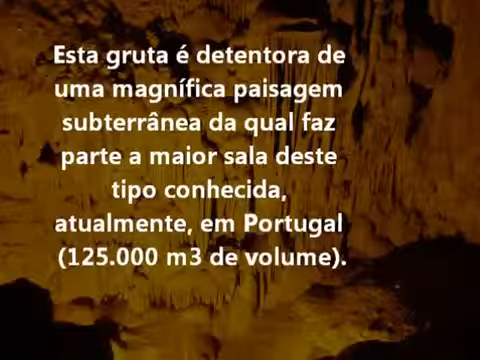 Esta gruta é detentora de
uma magnífica paisagem
subterrânea da qual faz
parte a maior sala deste
tipo conhecida,
atualmente, em Portugal
(125.000 m3 de volume).